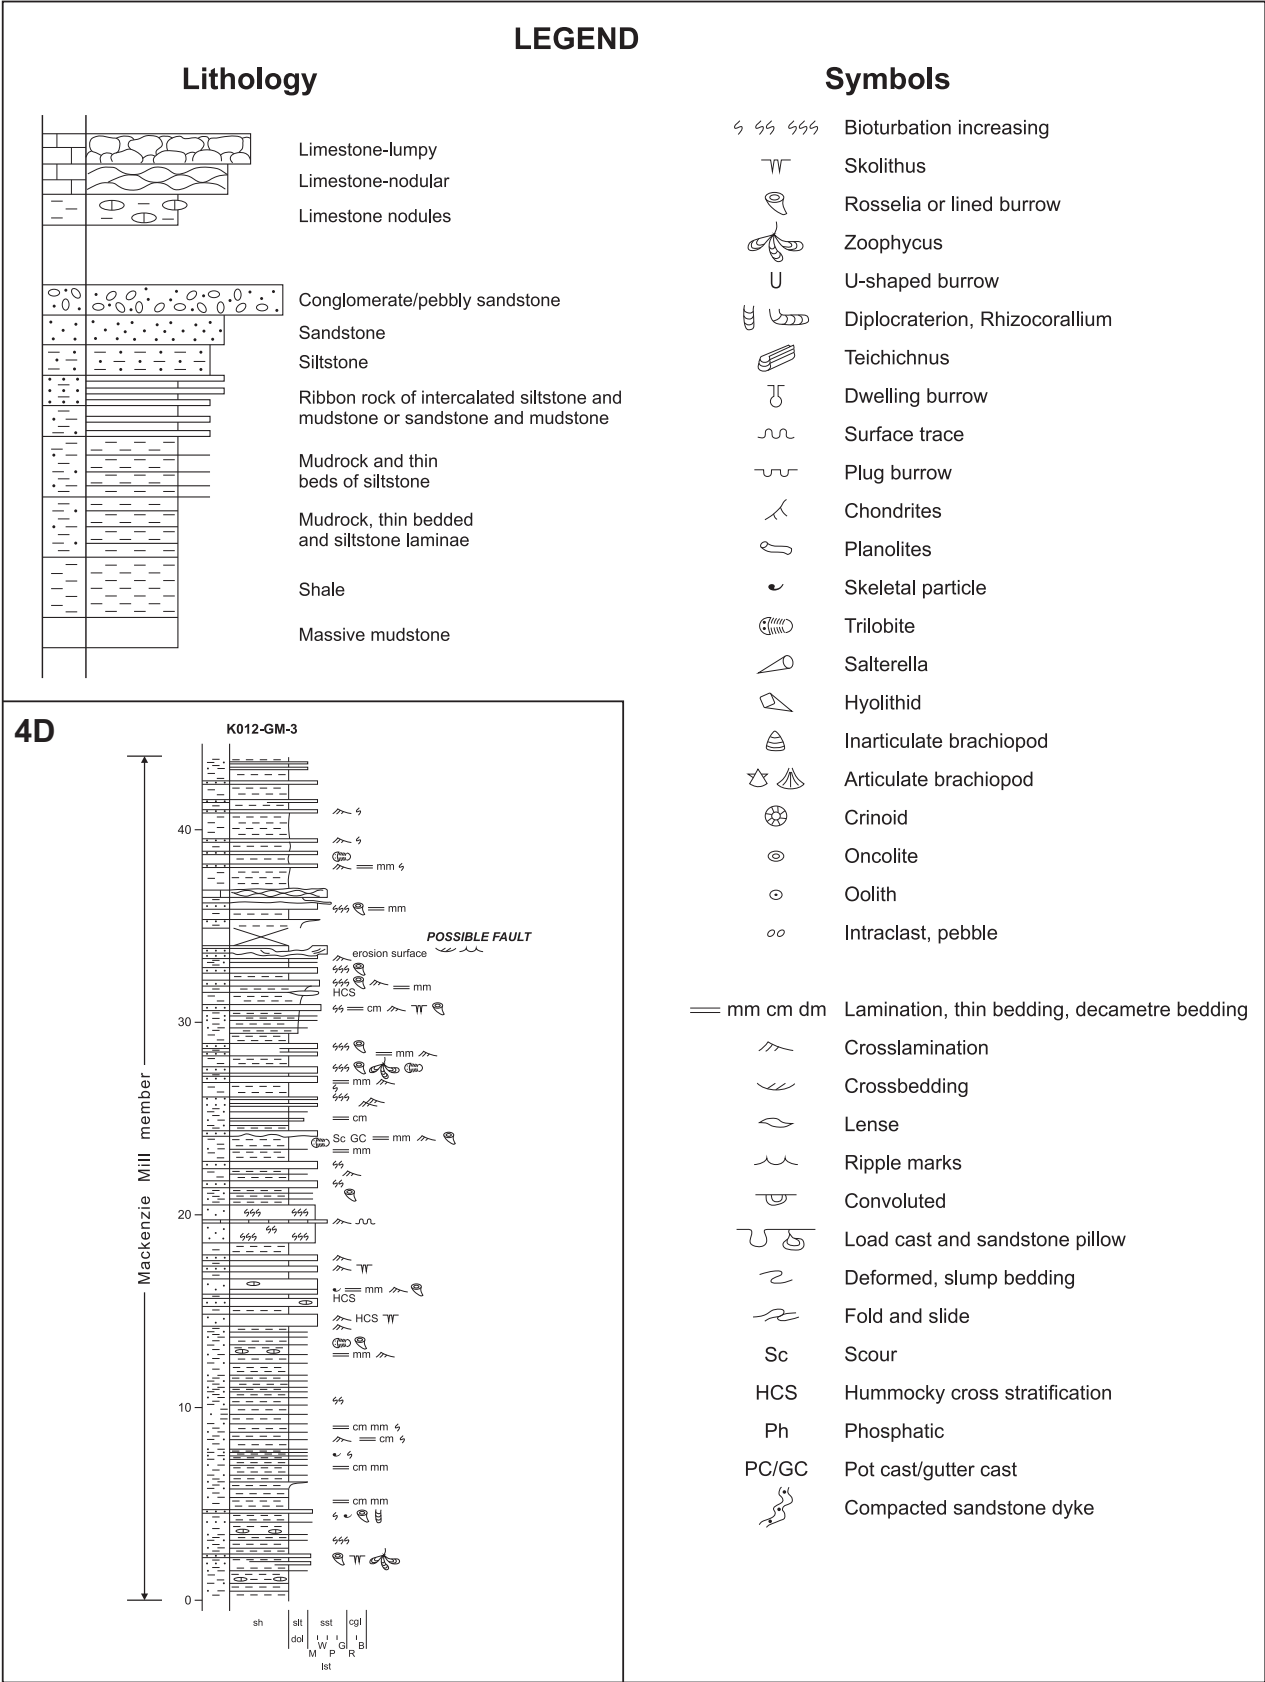 LEGEND
Lithology
Limestone-lumpy
Limestone-nodular
Limestone nodules
Conglomerate/pebbly sandstone
Sandstone
Siltstone
Ribbon rock of intercalated siltstone and
mudstone or sandstone and mudstone
Mudrock and thin
beds of siltstone
Mudrock, thin bedded
and siltstone laminae
Shale
Massive mudstone
Symbols
Bioturbation increasing
Skolithus
Rosselia or lined burrow
Zoophycus
U-shaped burrow
Diplocraterion, Rhizocorallium
Teichichnus
Dwelling burrow
Surface trace
Plug burrow
Chondrites
Planolites
Skeletal particle
Trilobite
Salterella
Hyolithid
Inarticulate brachiopod
Articulate brachiopod
Crinoid
Oncolite
Oolith
Intraclast, pebble
mm cm dm Lamination, thin bedding, decametre bedding
Crosslamination
Crossbedding
Lense
Ripple marks
Convoluted
Load cast and sandstone pillow
Deformed, slump bedding
Fold and slide
Sc Scour
HCS Hummocky cross stratification
Ph Phosphatic
PC/GC Pot cast/gutter cast
Compacted sandstone dyke
4D
K012-GM-3
40
mm
mm
POSSIBLE FAULT
erosion surface
mm
HCS
cm
30
mm
mm
cm
Sc GC mm
mm
20
mm
HCS
HCS
mm
10
cm mm
cm
cm mm
cm mm
0
Mackenzie Mill member
sh slt sst cgl
dol
W G B
M P R
lst